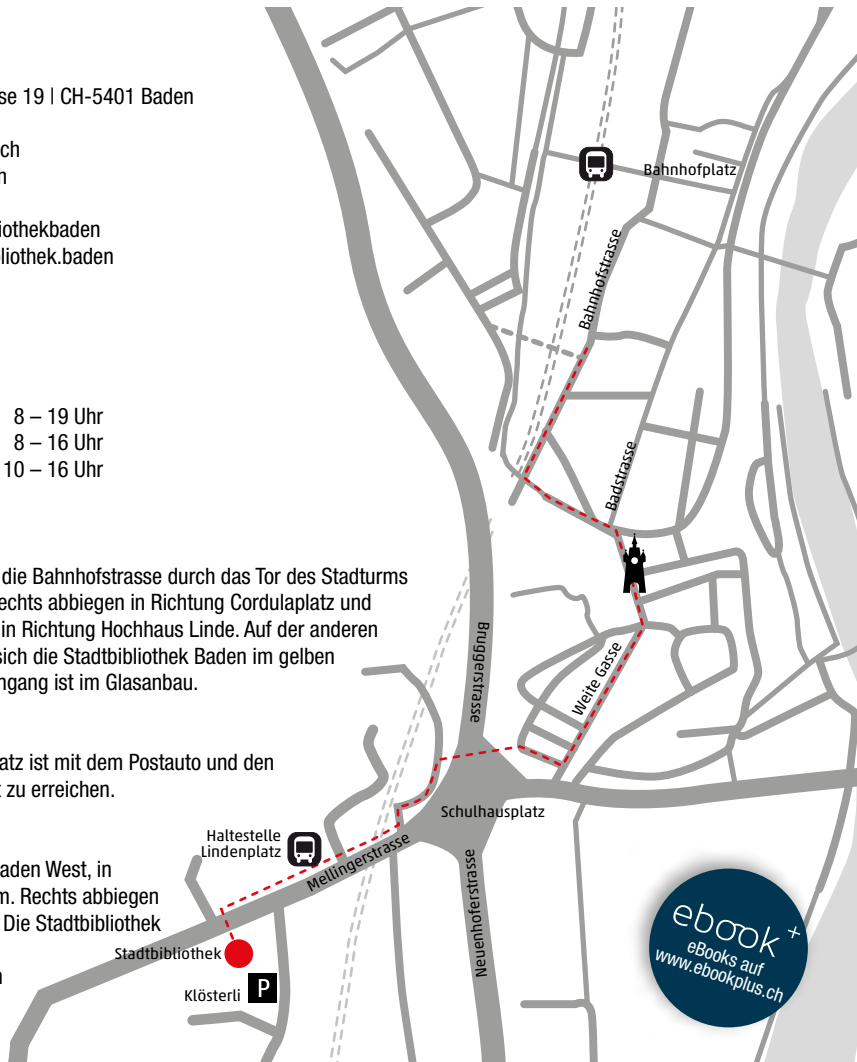 se 19 | CH-5401 Baden
ch
n
iothekbaden
bliothek.baden
8 – 19 Uhr
8 – 16 Uhr
10 – 16 Uhr
die Bahnhofstrasse durch das Tor des Stadturms
rechts abbiegen in Richtung Cordulaplatz und
in Richtung Hochhaus Linde. Auf der anderen
sich die Stadtbibliothek Baden im gelben
ngang ist im Glasanbau.
atz ist mit dem Postauto und den
t zu erreichen.
aden West, in
m. Rechts abbiegen
Die Stadtbibliothek
n
Bahnhofplatz
Bahnhofstrasse
Badstrasse
Bruggerstrasse
Weite Gasse
Schulhausplatz
Haltestelle
Lindenplatz
Mellingerstrasse
Neuenhoferstrasse
Stadtbibliothek
Klösterli P
ebook+
eBooks auf
www.ebookplus.ch